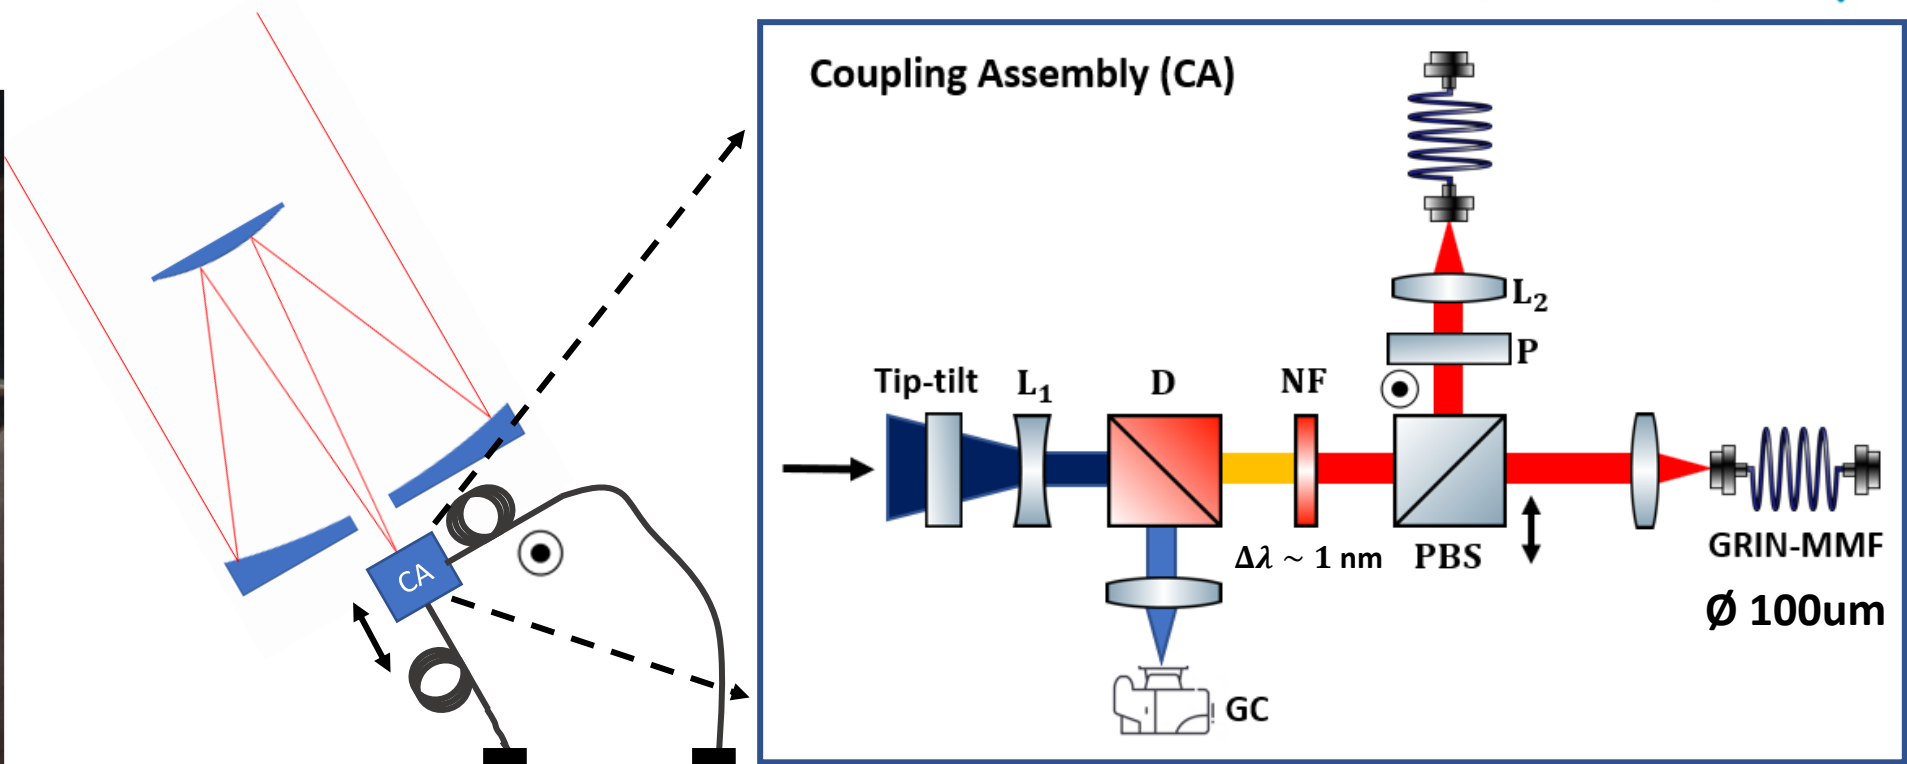 Coupling Assembly (CA)
L₂
P
Tip-tilt
L₁
D
NF
Δλ ~ 1 nm
PBS
GRIN-MMF
Ø 100um
GC
CA